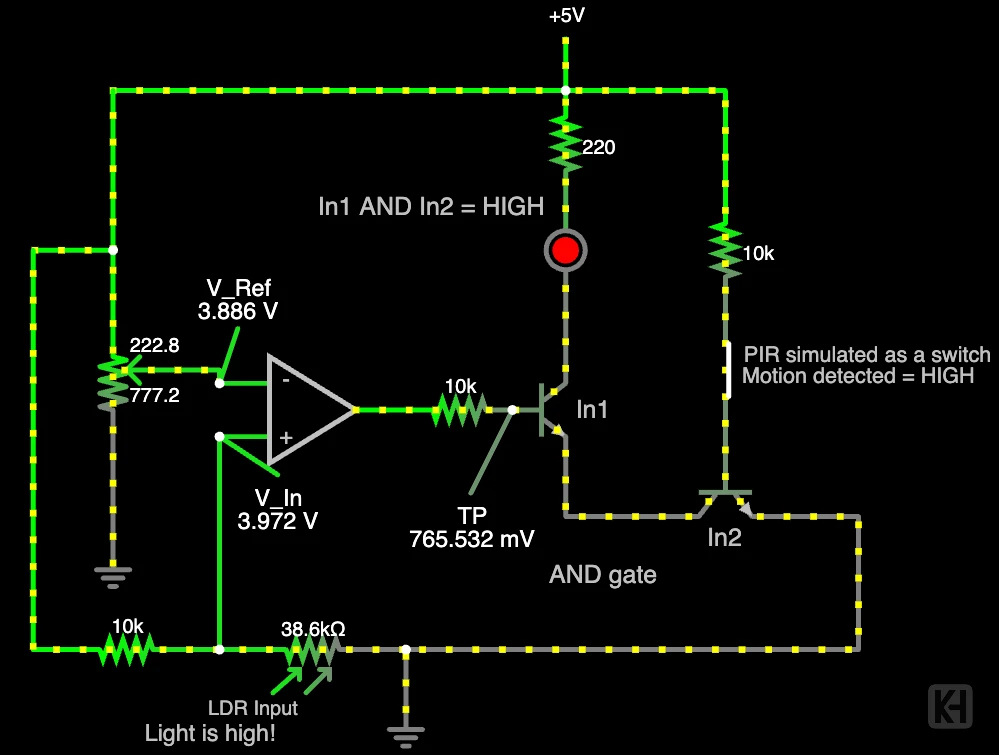 +5V
220
In1 AND In2 = HIGH
10k
V_Ref
3.886 V
222.8
777.2
PIR simulated as a switch
Motion detected = HIGH
-
10k
In1
+
V_In
3.972 V
TP
765.532 mV
In2
AND gate
10k
38.6kΩ
LDR Input
Light is high!
KH